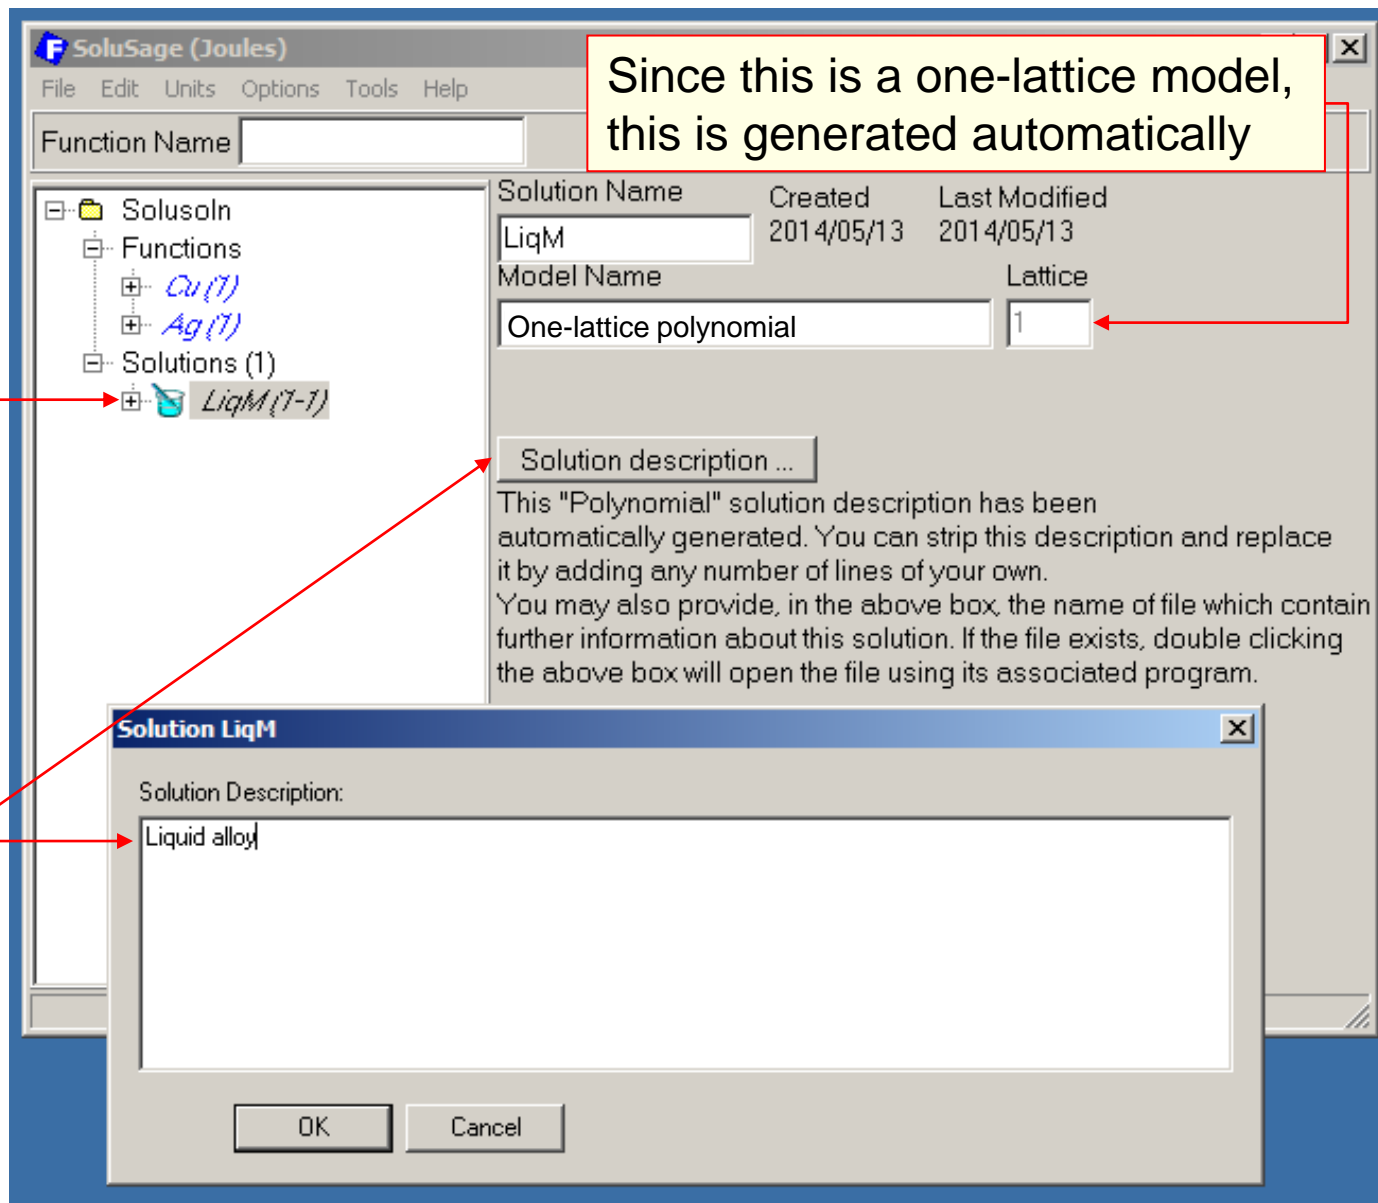 SoluSage (Joules)
Since this is a one-lattice model,
this is generated automatically
File Edit Units Options Tools Help
Function Name
Solusoln
Functions
Cu (1)
Ag (1)
Solutions (1)
LiqM (1-1)
Solution Name
Created
Last Modified
LiqM
2014/05/13
2014/05/13
Model Name
Lattice
One-lattice polynomial
1
Solution description ...
This "Polynomial" solution description has been
automatically generated. You can strip this description and replace
it by adding any number of lines of your own.
You may also provide, in the above box, the name of file which contain
further information about this solution. If the file exists, double clicking
the above box will open the file using its associated program.
Solution LiqM
Solution Description:
Liquid alloy
OK
Cancel